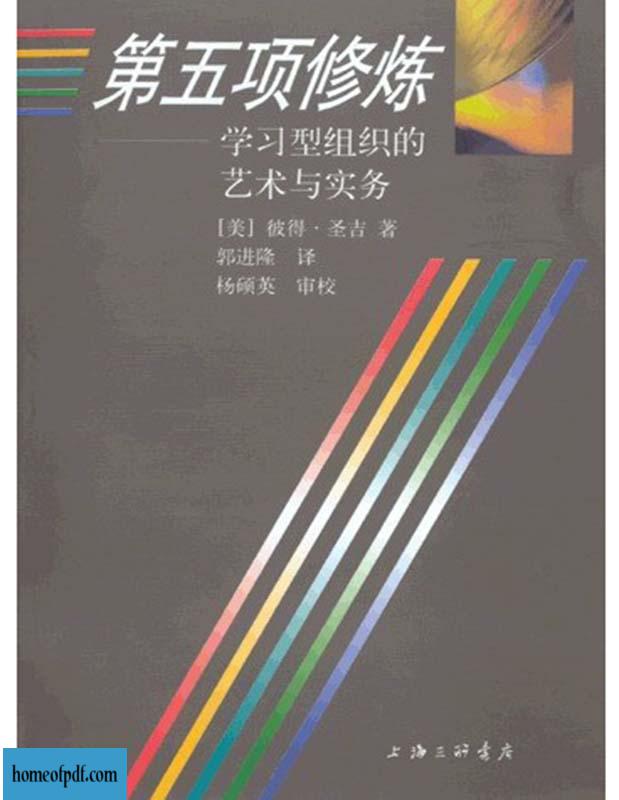 第五项修炼
——学习型组织的
艺术与实务
［美］彼得·圣吉 著
郭进隆 译
杨硕英 审校
上海三联书店
homeofpdf.com